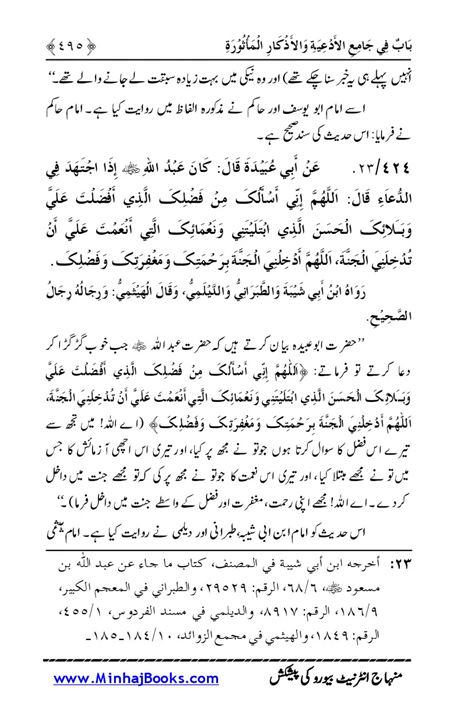 بَابٌ فِي جَامِعِ الأَدْعِيَةِ وَالأَذْكَارِ الْمَأْثُوْرَةِ ﴿٤٩٥﴾
انہیں پہلے ہی یہ خبر سنا چکے تھے) اور وہ نیکی میں بہت زیادہ سبقت لے جانے والے تھے۔‘‘
اسے امام ابو یوسف اور حاکم نے مذکورہ الفاظ میں روایت کیا ہے۔ امام حاکم
نے فرمایا: اس حدیث کی سند صحیح ہے۔
٤٢٤/٢٣. عَنْ أَبِي عُبَيْدَةَ قَالَ: كَانَ عَبْدُ اللهِ ﷺ إِذَا اجْتَهَدَ فِي
الدُّعَاءِ قَالَ: اَللَّهُمَّ إِنِّي أَسْأَلُکَ مِنْ فَضْلِکَ الَّذِي أَفْضَلْتَ عَلَيَّ
وَبَـلَائِکَ الْحَسَنَ الَّذِي ابْتَلَيْتَنِي وَنَعْمَائِکَ الَّتِي أَنْعَمْتَ عَلَيَّ أَنْ
تُدْخِلَنِي الْجَنَّةَ، اَللَّهُمَّ أَدْخِلْنِي الْجَنَّةَ بِرَحْمَتِکَ وَمَغْفِرَتِکَ وَفَضْلِکَ.
رَوَاهُ ابْنُ أَبِي شَيْبَةَ وَالطَّبَرَانِيُّ وَالدَّيْلَمِيُّ، وَقَالَ الْهَيْثَمِيُّ: وَرِجَالُهُ رِجَالُ
الصَّحِيْحِ.
’’حضرت ابوعبیدہ بیان کرتے ہیں کہ حضرت عبد اللہ جب خوب گڑگڑا کر
دعا کرتے تو فرماتے: ﴿اَللَّهُمَّ إِنِّي أَسْأَلُکَ مِنْ فَضْلِکَ الَّذِي أَفْضَلْتَ عَلَيَّ
وَبَـلَائِکَ الْحَسَنَ الَّذِي ابْتَلَيْتَنِي وَنَعْمَائِکَ الَّتِي أَنْعَمْتَ عَلَيَّ أَنْ تُدْخِلَنِي الْجَنَّةَ،
اَللَّهُمَّ أَدْخِلْنِي الْجَنَّةَ بِرَحْمَتِکَ وَمَغْفِرَتِکَ وَفَضْلِکَ﴾ (اے اللہ! میں تجھ سے
تیرے اس فضل کا سوال کرتا ہوں جو تو نے مجھ پر کیا، اور تیری اس اچھی آزمائش کا جس
میں تو نے مجھے مبتلا کیا، اور تیری اس نعمت کا جو تو نے مجھ پر کی کہ تو مجھے جنت میں داخل
کر دے۔ اے اللہ! مجھے اپنی رحمت، مغفرت اور فضل کے واسطے جنت میں داخل فرما)۔‘‘
اس حدیث کو امام ابن ابی شیبہ، طبرانی اور دیلمی نے روایت کیا ہے۔ امام ہیثمی
٢٣: أخرجه ابن أبي شيبة في المصنف، كتاب ما جاء عن عبد الله بن
مسعود، ٦/٦٨، الرقم: ٢٩٥٢٩، والطبراني في المعجم الكبير،
٩/١٨٦، الرقم: ٨٩١٧، والديلمي في مسند الفردوس، ١/٤٥٥،
الرقم: ١٨٤٩، والهيثمي في مجمع الزوائد، ١٠/١٨٤۔١٨٥۔
منہاج انٹرنیٹ بیورو کی پیشکش www.MinhajBooks.com